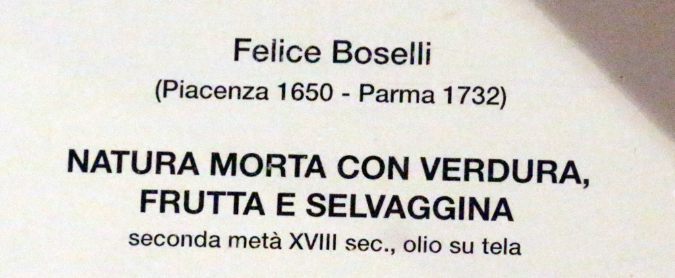 Felice Boselli
(Piacenza 1650 - Parma 1732)
NATURA MORTA CON VERDURA,
FRUTTA E SELVAGGINA
seconda metà XVIII sec., olio su tela